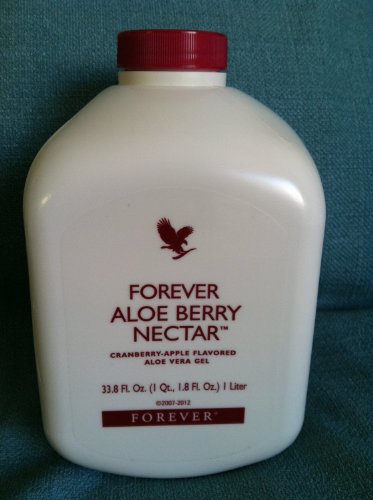 FOREVER
ALOE BERRY
NECTAR™
CRANBERRY-APPLE FLAVORED
ALOE VERA GEL
33.8 Fl. Oz. (1 Qt., 1.8 Fl. Oz.) 1 Liter
©2007-2012
FOREVER®